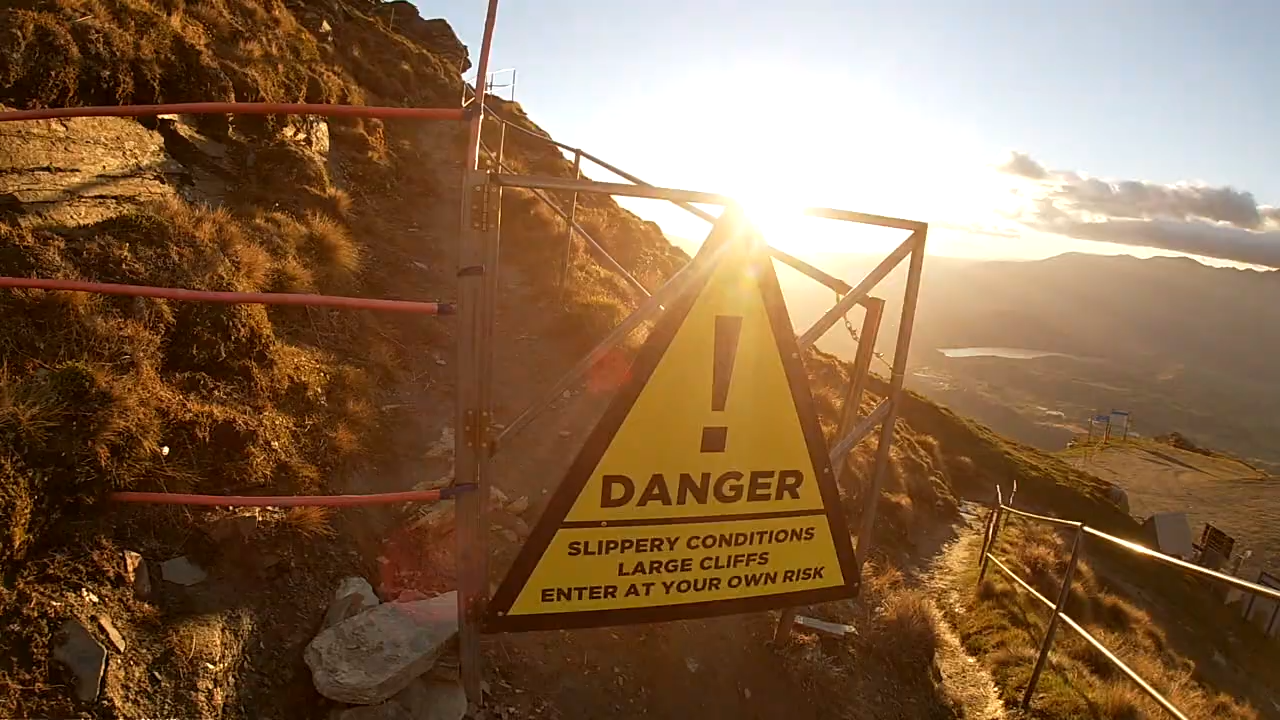 !
DANGER
SLIPPERY CONDITIONS
LARGE CLIFFS
ENTER AT YOUR OWN RISK